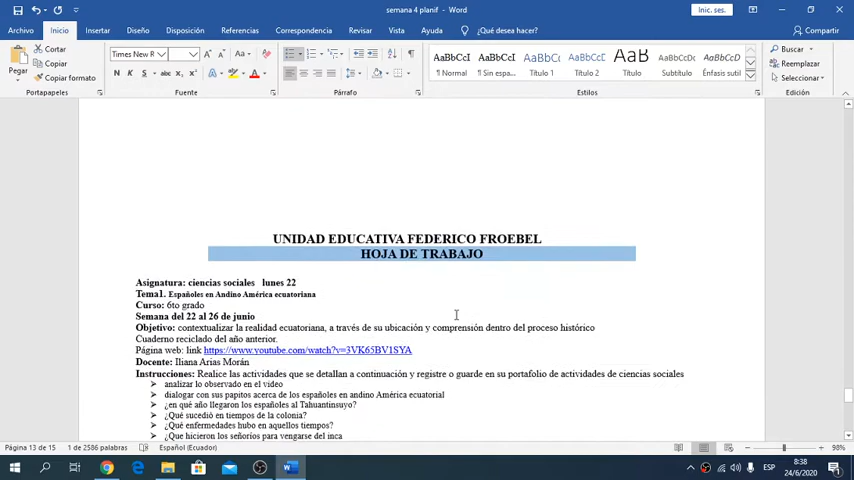 semana 4 planif - Word
Inic. ses.
Archivo Inicio Insertar Diseño Disposición Referencias Correspondencia Revisar Vista Ayuda ¿Qué desea hacer? Compartir
Pegar
Cortar
Copiar
Copiar formato
Portapapeles
Times New R
Aa
N K S abc x₂ x²
Fuente
Párrafo
AaBbCcI AaBbCcI AaBbCc AaBbCcI AaB AaBbCcD AaBbCcI
¶ Normal ¶ Sin espa... Título 1 Título 2 Título Subtítulo Énfasis sutil
Estilos
Buscar
Reemplazar
Seleccionar
Edición
UNIDAD EDUCATIVA FEDERICO FROEBEL
HOJA DE TRABAJO
Asignatura: ciencias sociales lunes 22
Tema1. Españoles en Andino América ecuatoriana
Curso: 6to grado
Semana del 22 al 26 de junio
Objetivo: contextualizar la realidad ecuatoriana, a través de su ubicación y comprensión dentro del proceso histórico
Cuaderno reciclado del año anterior.
Página web: link https://www.youtube.com/watch?v=3VK65BV1SYA
Docente: Iliana Arias Morán
Instrucciones: Realice las actividades que se detallan a continuación y registre o guarde en su portafolio de actividades de ciencias sociales
➢ analizar lo observado en el video
➢ dialogar con sus papitos acerca de los españoles en andino América ecuatorial
➢ ¿en qué año llegaron los españoles al Tahuantinsuyo?
➢ ¿Qué sucedió en tiempos de la colonia?
➢ ¿Qué enfermedades hubo en aquellos tiempos?
➢ ¿Que hicieron los señoríos para vengarse del inca
Página 13 de 15 1 de 2586 palabras Español (Ecuador) 98%
ESP
8:38
24/6/2020